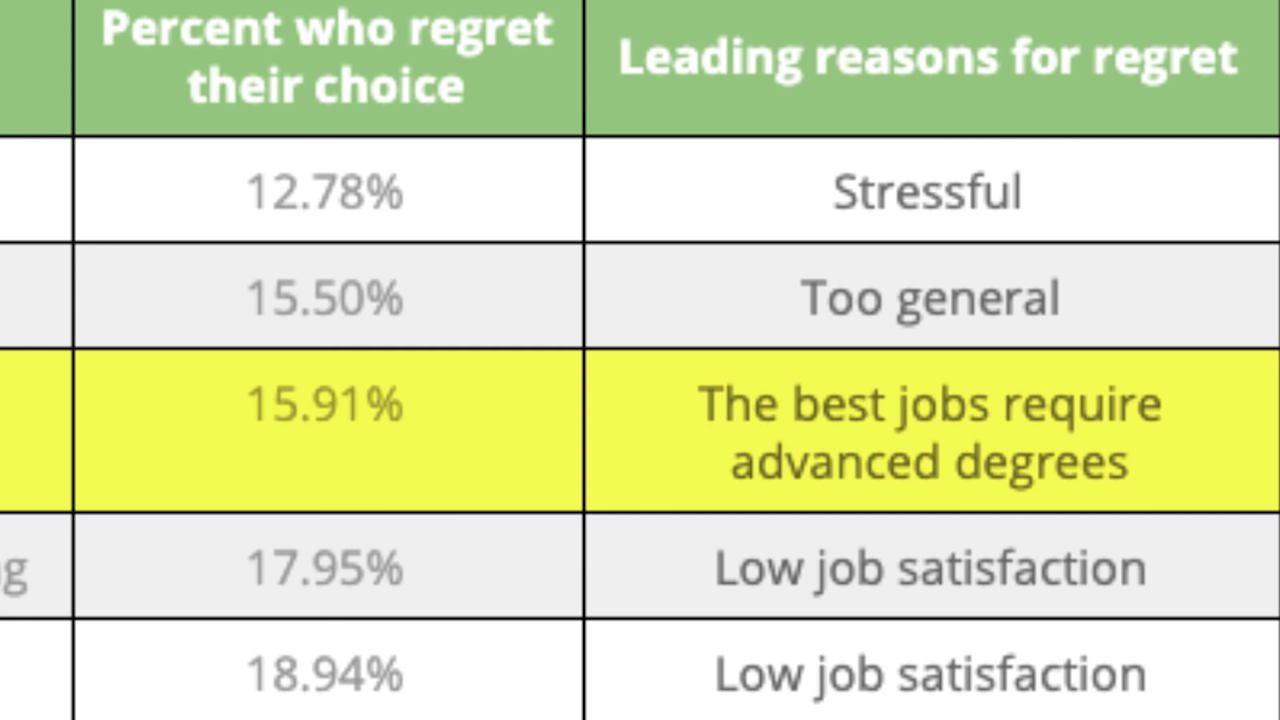 Percent who regret
their choice
Leading reasons for regret
12.78%
Stressful
15.50%
Too general
15.91%
The best jobs require
advanced degrees
17.95%
Low job satisfaction
18.94%
Low job satisfaction